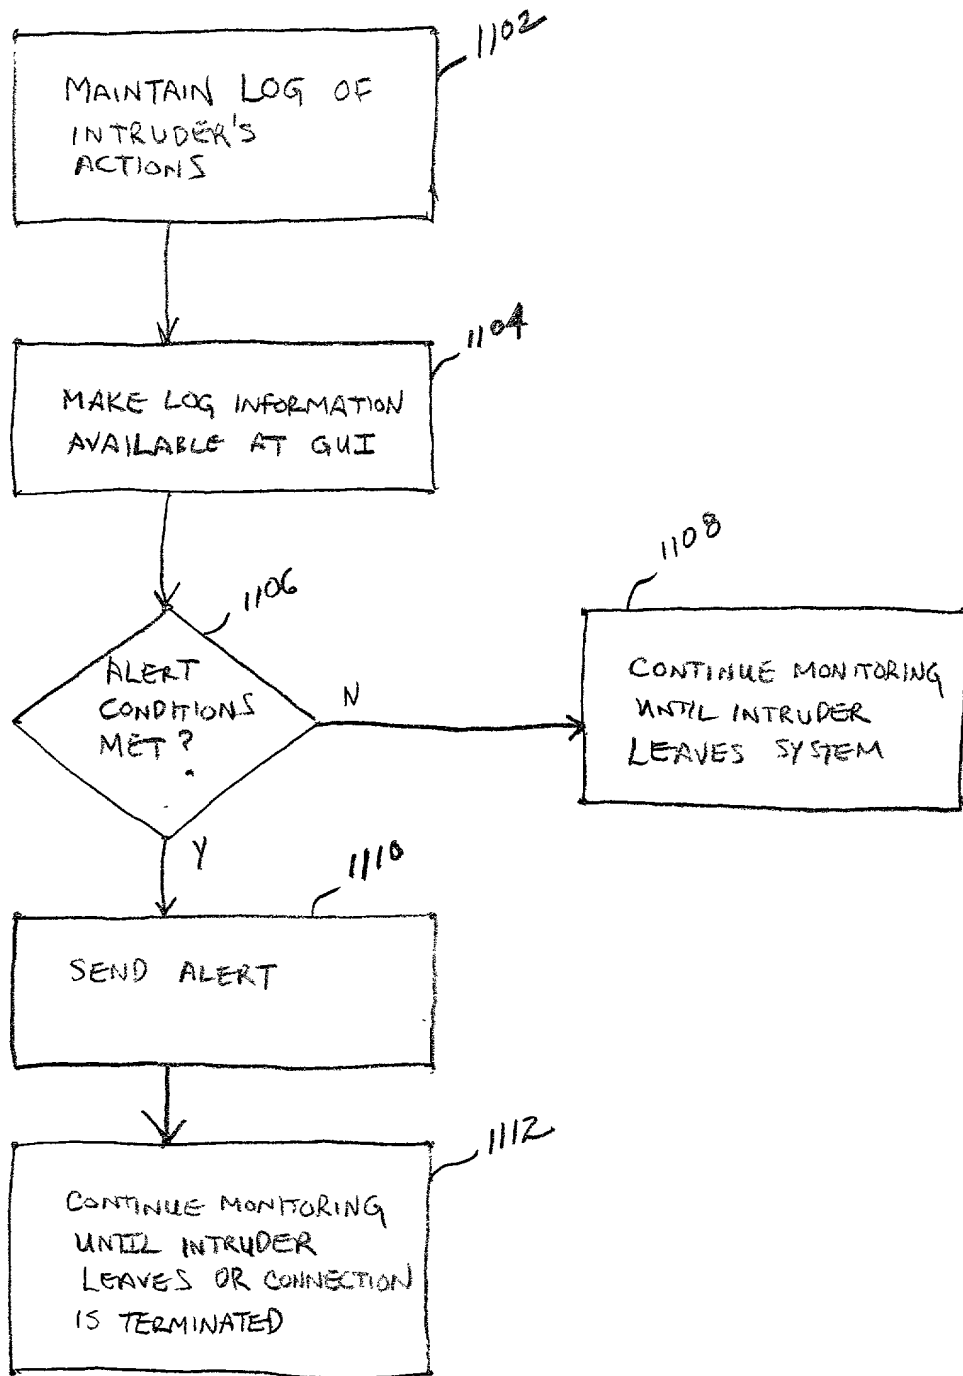 1102
MAINTAIN LOG OF
INTRUDER'S
ACTIONS
1104
MAKE LOG INFORMATION
AVAILABLE AT GUI
1106
ALERT
CONDITIONS
MET?
N
1108
CONTINUE MONITORING
UNTIL INTRUDER
LEAVES SYSTEM
Y
1110
SEND ALERT
1112
CONTINUE MONITORING
UNTIL INTRUDER
LEAVES OR CONNECTION
IS TERMINATED